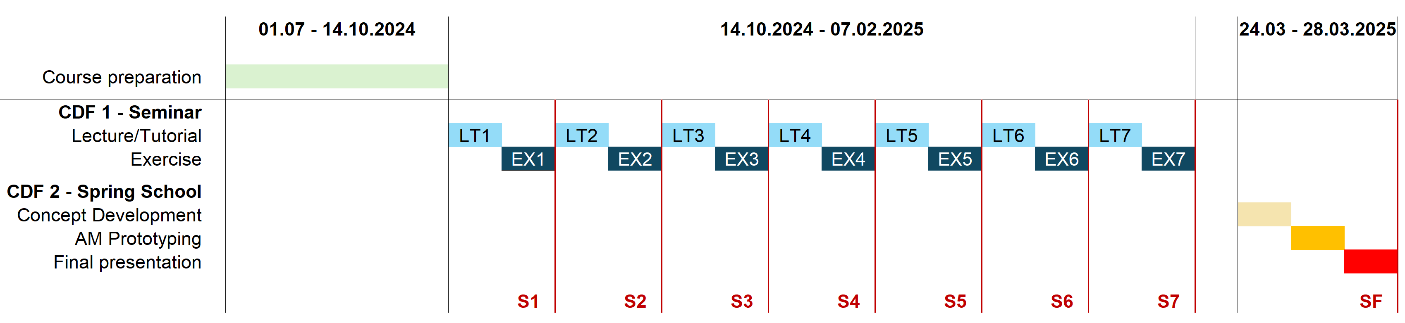 01.07 - 14.10.2024 14.10.2024 - 07.02.2025 24.03 - 28.03.2025
Course preparation
CDF 1 - Seminar
Lecture/Tutorial LT1 LT2 LT3 LT4 LT5 LT6 LT7
Exercise EX1 EX2 EX3 EX4 EX5 EX6 EX7
CDF 2 - Spring School
Concept Development
AM Prototyping
Final presentation
S1 S2 S3 S4 S5 S6 S7 SF